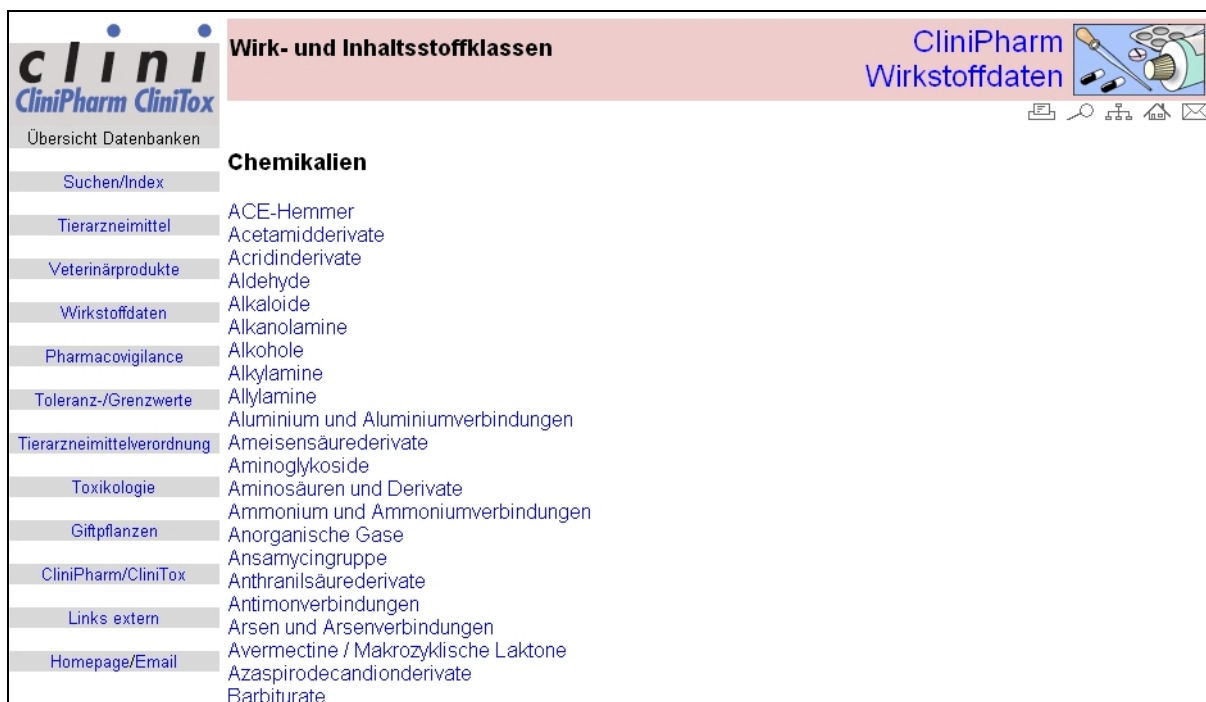 clini
CliniPharm CliniTox
Übersicht Datenbanken
Suchen/Index
Tierarzneimittel
Veterinärprodukte
Wirkstoffdaten
Pharmacovigilance
Toleranz-/Grenzwerte
Tierarzneimittelverordnung
Toxikologie
Giftpflanzen
CliniPharm/CliniTox
Links extern
Homepage/Email
Wirk- und Inhaltsstoffklassen
CliniPharm
Wirkstoffdaten
Chemikalien
ACE-Hemmer
Acetamidderivate
Acridinderivate
Aldehyde
Alkaloide
Alkanolamine
Alkohole
Alkylamine
Allylamine
Aluminium und Aluminiumverbindungen
Ameisensäurederivate
Aminoglykoside
Aminosäuren und Derivate
Ammonium und Ammoniumverbindungen
Anorganische Gase
Ansamycingruppe
Anthranilsäurederivate
Antimonverbindungen
Arsen und Arsenverbindungen
Avermectine / Makrozyklische Laktone
Azaspirodecandionderivate
Barbiturate